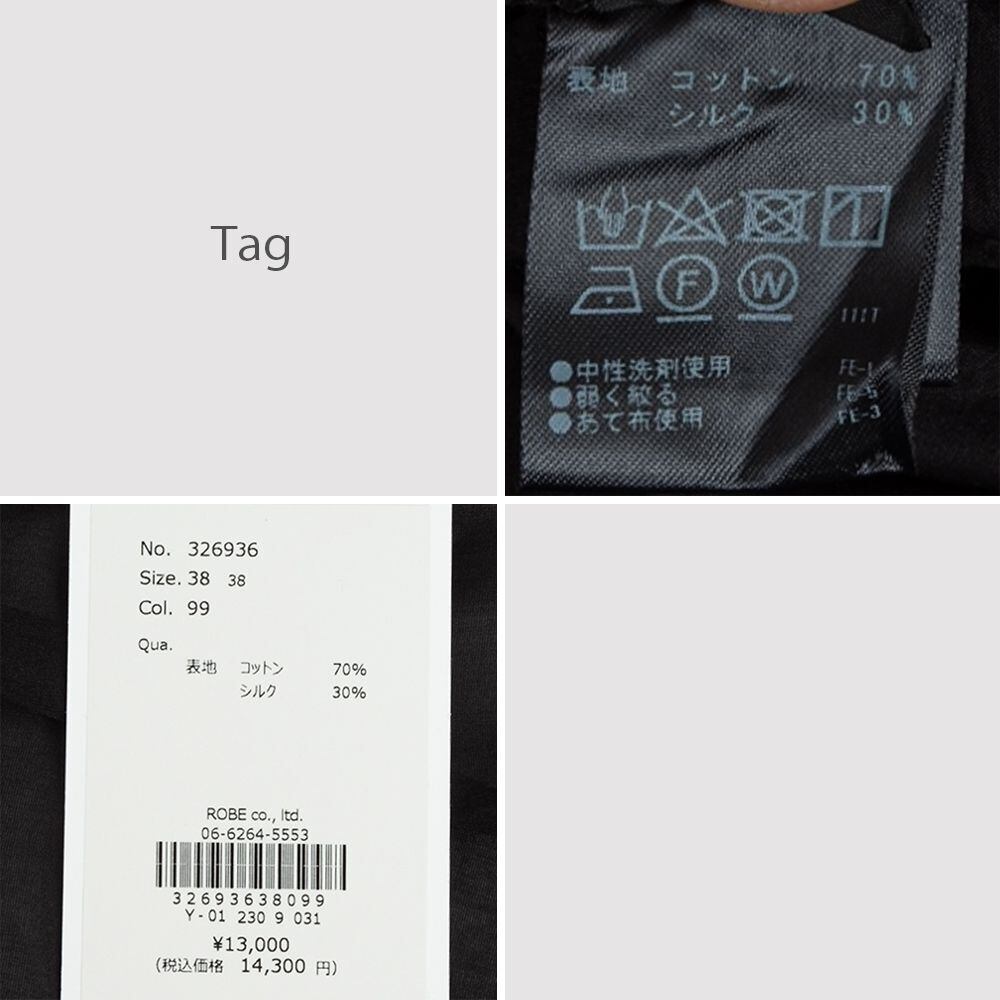 Tag
表地 コットン 70%
シルク 30%
F W
111T
●中性洗剤使用 FE-1
●弱く絞る FE-5
●あて布使用 FE-3
No. 326936
Size. 38 38
Col. 99
Qua.
表地 コットン 70%
シルク 30%
ROBE co., ltd.
06-6264-5553
32693638099
Y-01 230 9 031
¥13,000
(税込価格 14,300 円)